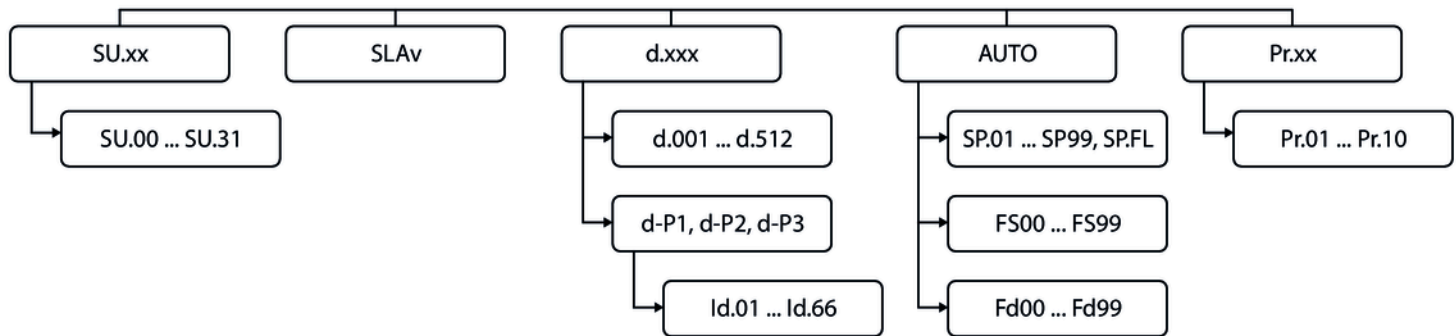 SU.xx
SLAv
d.xxx
AUTO
Pr.xx
SU.00 ... SU.31
d.001 ... d.512
SP.01 ... SP99, SP.FL
Pr.01 ... Pr.10
d-P1, d-P2, d-P3
FS00 ... FS99
Id.01 ... Id.66
Fd00 ... Fd99